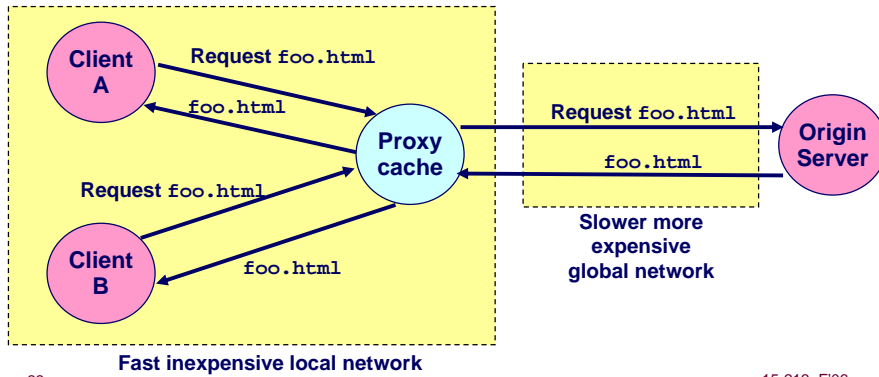 Client
A
Request foo.html
foo.html
Proxy
cache
Request foo.html
foo.html
Client
B
Request foo.html
foo.html
Origin
Server
Slower more
expensive
global network
Fast inexpensive local network